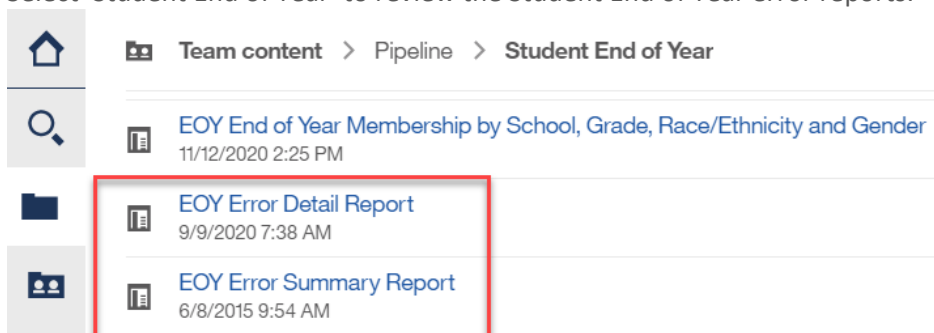 Select 'Student End of Year' to review the Student End of Year error reports.
Team content > Pipeline > Student End of Year
EOY End of Year Membership by School, Grade, Race/Ethnicity and Gender
11/12/2020 2:25 PM
EOY Error Detail Report
9/9/2020 7:38 AM
EOY Error Summary Report
6/8/2015 9:54 AM